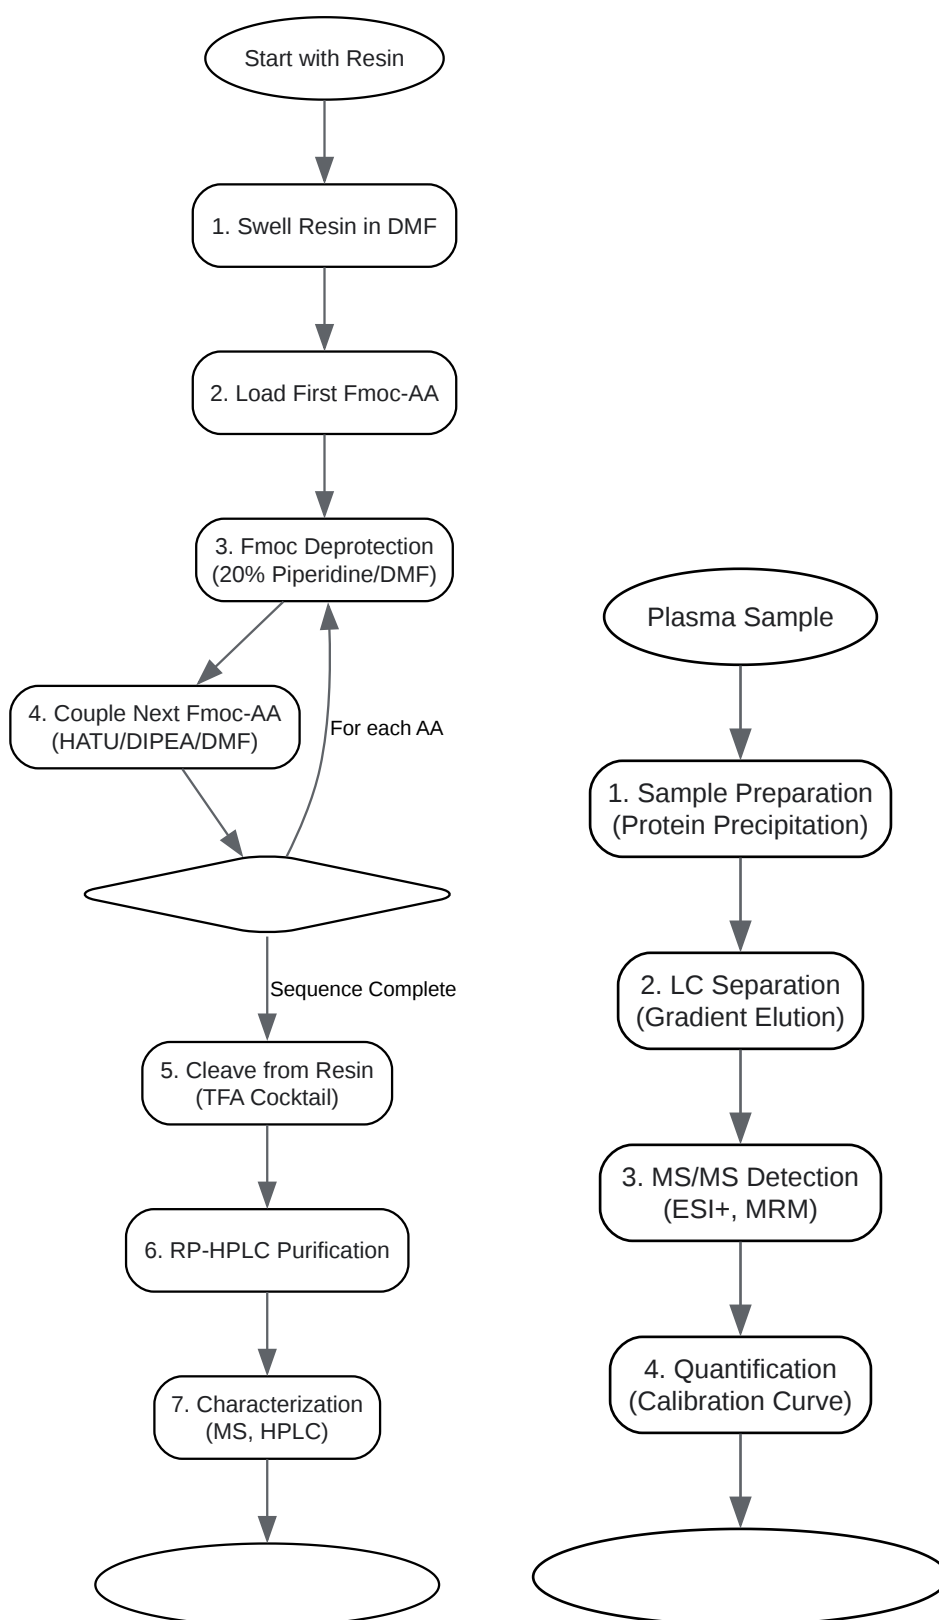 Start with Resin
1. Swell Resin in DMF
2. Load First Fmoc-AA
3. Fmoc Deprotection
(20% Piperidine/DMF)
4. Couple Next Fmoc-AA
(HATU/DIPEA/DMF)
For each AA
Sequence Complete
5. Cleave from Resin
(TFA Cocktail)
6. RP-HPLC Purification
7. Characterization
(MS, HPLC)
Plasma Sample
1. Sample Preparation
(Protein Precipitation)
2. LC Separation
(Gradient Elution)
3. MS/MS Detection
(ESI+, MRM)
4. Quantification
(Calibration Curve)